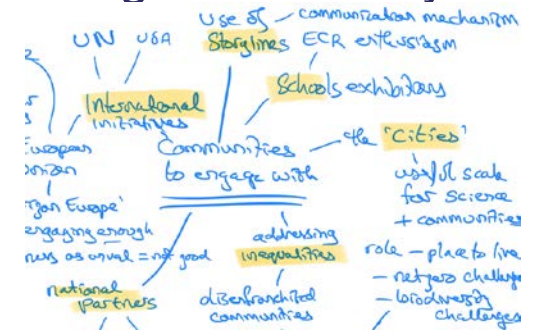 use of – communication mechanism
Storylines ECR enthusiasm
UN USA
Schools exhibitions
International
initiatives
European
Communities – the 'Cities'
to engage with
useful scale
for science
+ communities
Europe'
engaging enough
as usual = not good
addressing
inequalities
role – place to live
– net zero challenge
– biodiversity
challenges
national
partners
disenfranchized
communities